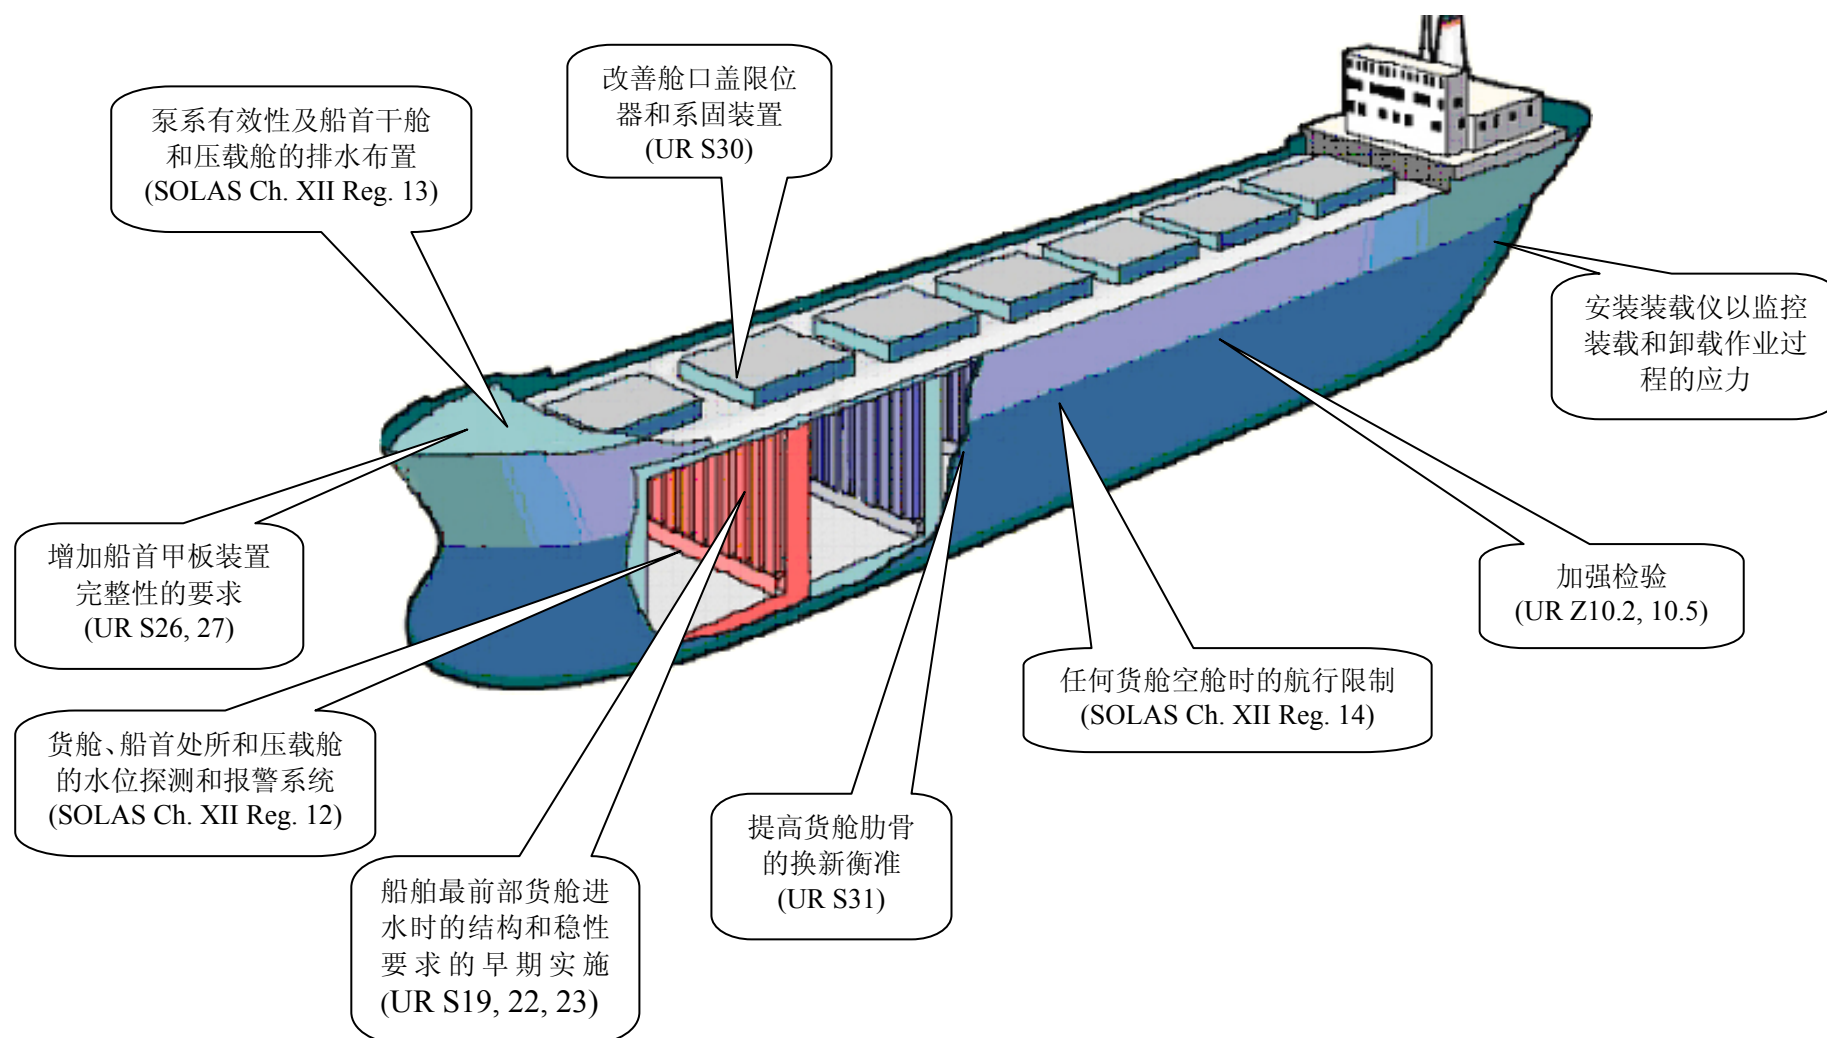 泵系有效性及船首干舱
和压载舱的排水布置
(SOLAS Ch. XII Reg. 13)
改善舱口盖限位
器和系固装置
(UR S30)
安装装载仪以监控
装载和卸载作业过
程的应力
增加船首甲板装置
完整性的要求
(UR S26, 27)
加强检验
(UR Z10.2, 10.5)
任何货舱空舱时的航行限制
(SOLAS Ch. XII Reg. 14)
货舱、船首处所和压载舱
的水位探测和报警系统
(SOLAS Ch. XII Reg. 12)
提高货舱肋骨
的换新衡准
(UR S31)
船舶最前部货舱进
水时的结构和稳性
要求的早期实施
(UR S19, 22, 23)